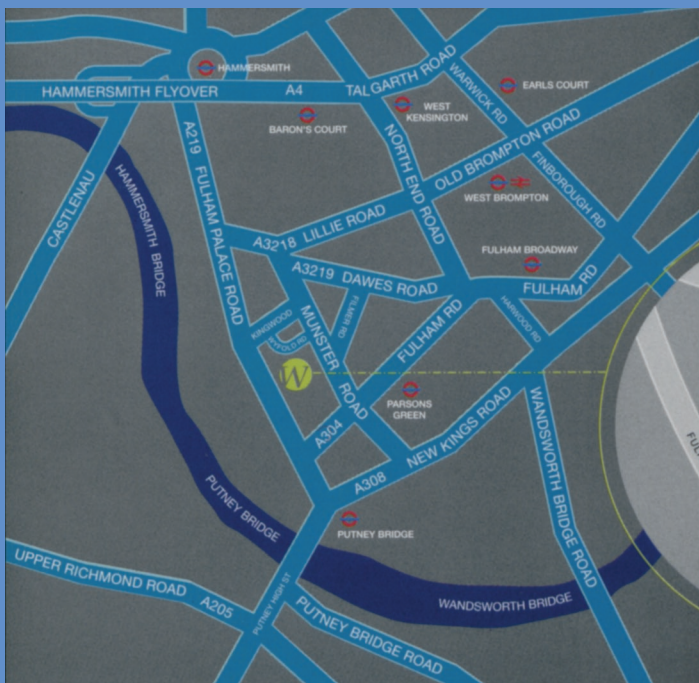 HAMMERSMITH
HAMMERSMITH FLYOVER
A4
TALGARTH ROAD
WARWICK RD
EARLS COURT
WEST
KENSINGTON
BARON'S COURT
A219
FULHAM PALACE ROAD
NORTH END ROAD
OLD BROMPTON ROAD
FINBOROUGH RD
WEST BROMPTON
CASTLENAU
HAMMERSMITH BRIDGE
A3218 LILLIE ROAD
FULHAM BROADWAY
A3219 DAWES ROAD
FULHAM RD
HARWOOD RD
KINGWOOD
MUNSTER ROAD
FILMER RD
FULHAM RD
W
PARSONS
GREEN
A304
NEW KINGS ROAD
A308
WANDSWORTH BRIDGE ROAD
PUTNEY BRIDGE
PUTNEY BRIDGE
UPPER RICHMOND ROAD
A205
PUTNEY HIGH ST
PUTNEY BRIDGE ROAD
WANDSWORTH BRIDGE